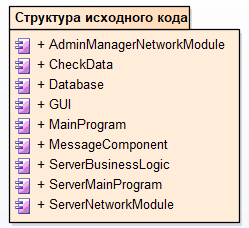 Структура исходного кода
+ AdminManagerNetworkModule
+ CheckData
+ Database
+ GUI
+ MainProgram
+ MessageComponent
+ ServerBusinessLogic
+ ServerMainProgram
+ ServerNetworkModule